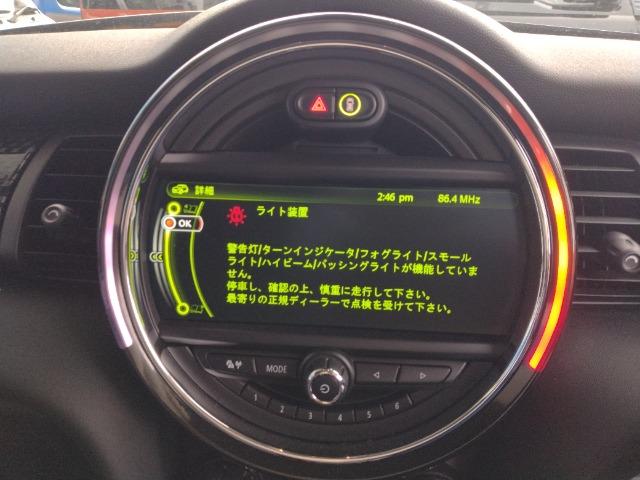 詳細 2:46 pm 86.4 MHz
ライト装置
OK
警告灯/ターンインジケータ/フォグライト/スモール
ライト/ハイビーム/パッシングライトが機能していま
せん。
停車し、確認の上、慎重に走行して下さい。
最寄りの正規ディーラーで点検を受けて下さい。
MODE
1 2 3 4 5 6